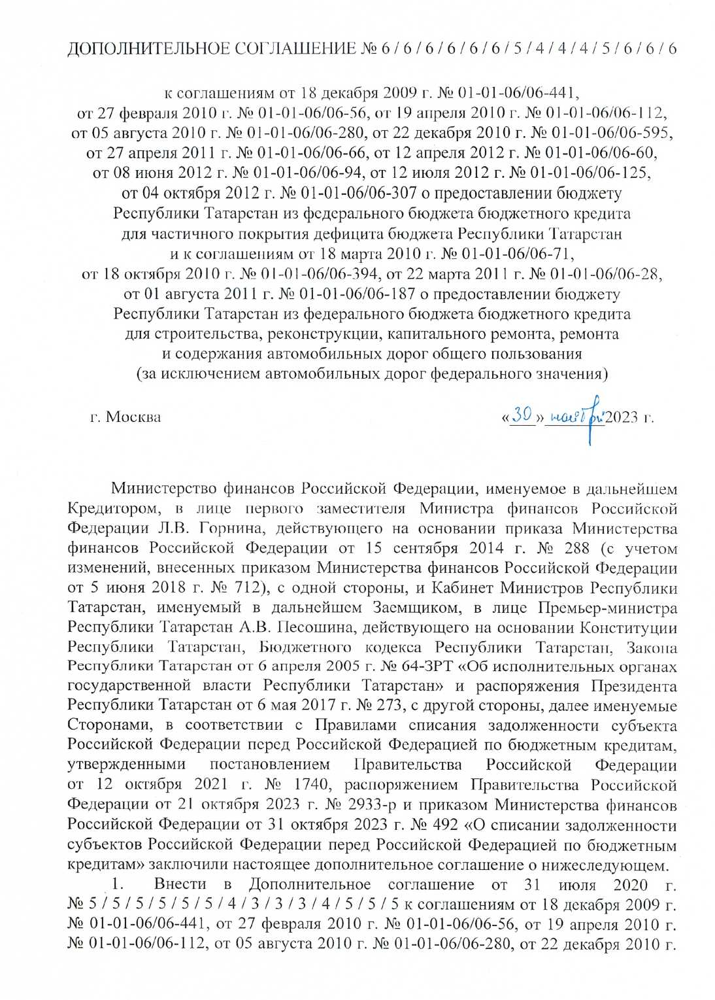 ДОПОЛНИТЕЛЬНОЕ СОГЛАШЕНИЕ № 6 / 6 / 6 / 6 / 6 / 6 / 5 / 4 / 4 / 4 / 5 / 6 / 6 / 6
к соглашениям от 18 декабря 2009 г. № 01-01-06/06-441,
от 27 февраля 2010 г. № 01-01-06/06-56, от 19 апреля 2010 г. № 01-01-06/06-112,
от 05 августа 2010 г. № 01-01-06/06-280, от 22 декабря 2010 г. № 01-01-06/06-595,
от 27 апреля 2011 г. № 01-01-06/06-66, от 12 апреля 2012 г. № 01-01-06/06-60,
от 08 июня 2012 г. № 01-01-06/06-94, от 12 июля 2012 г. № 01-01-06/06-125,
от 04 октября 2012 г. № 01-01-06/06-307 о предоставлении бюджету
Республики Татарстан из федерального бюджета бюджетного кредита
для частичного покрытия дефицита бюджета Республики Татарстан
и к соглашениям от 18 марта 2010 г. № 01-01-06/06-71,
от 18 октября 2010 г. № 01-01-06/06-394, от 22 марта 2011 г. № 01-01-06/06-28,
от 01 августа 2011 г. № 01-01-06/06-187 о предоставлении бюджету
Республики Татарстан из федерального бюджета бюджетного кредита
для строительства, реконструкции, капитального ремонта, ремонта
и содержания автомобильных дорог общего пользования
(за исключением автомобильных дорог федерального значения)
г. Москва «30» ноября 2023 г.
Министерство финансов Российской Федерации, именуемое в дальнейшем
Кредитором, в лице первого заместителя Министра финансов Российской
Федерации Л.В. Горнина, действующего на основании приказа Министерства
финансов Российской Федерации от 15 сентября 2014 г. № 288 (с учетом
изменений, внесенных приказом Министерства финансов Российской Федерации
от 5 июня 2018 г. № 712), с одной стороны, и Кабинет Министров Республики
Татарстан, именуемый в дальнейшем Заемщиком, в лице Премьер-министра
Республики Татарстан А.В. Песошина, действующего на основании Конституции
Республики Татарстан, Бюджетного кодекса Республики Татарстан, Закона
Республики Татарстан от 6 апреля 2005 г. № 64-ЗРТ «Об исполнительных органах
государственной власти Республики Татарстан» и распоряжения Президента
Республики Татарстан от 6 мая 2017 г. № 273, с другой стороны, далее именуемые
Сторонами, в соответствии с Правилами списания задолженности субъекта
Российской Федерации перед Российской Федерацией по бюджетным кредитам,
утвержденными постановлением Правительства Российской Федерации
от 12 октября 2021 г. № 1740, распоряжением Правительства Российской
Федерации от 21 октября 2023 г. № 2933-р и приказом Министерства финансов
Российской Федерации от 31 октября 2023 г. № 492 «О списании задолженности
субъектов Российской Федерации перед Российской Федерацией по бюджетным
кредитам» заключили настоящее дополнительное соглашение о нижеследующем.
1. Внести в Дополнительное соглашение от 31 июля 2020 г.
№ 5 / 5 / 5 / 5 / 5 / 5 / 4 / 3 / 3 / 3 / 4 / 5 / 5 / 5 к соглашениям от 18 декабря 2009 г.
№ 01-01-06/06-441, от 27 февраля 2010 г. № 01-01-06/06-56, от 19 апреля 2010 г.
№ 01-01-06/06-112, от 05 августа 2010 г. № 01-01-06/06-280, от 22 декабря 2010 г.